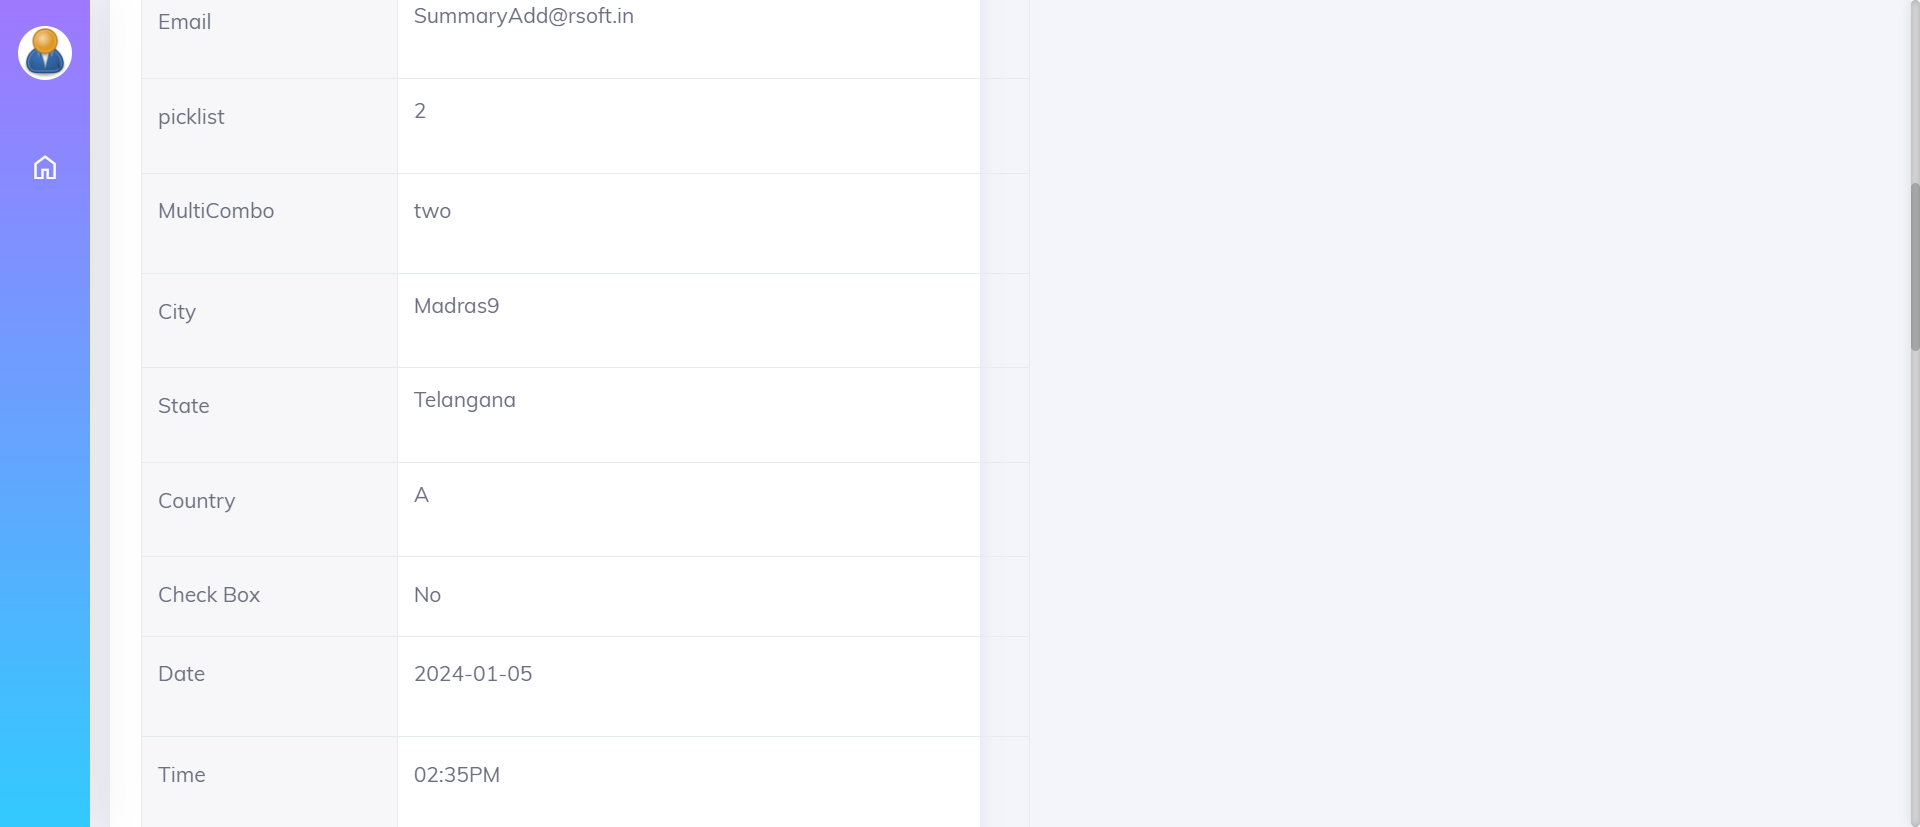 Email SummaryAdd@rsoft.in
picklist 2
MultiCombo two
City Madras9
State Telangana
Country A
Check Box No
Date 2024-01-05
Time 02:35PM